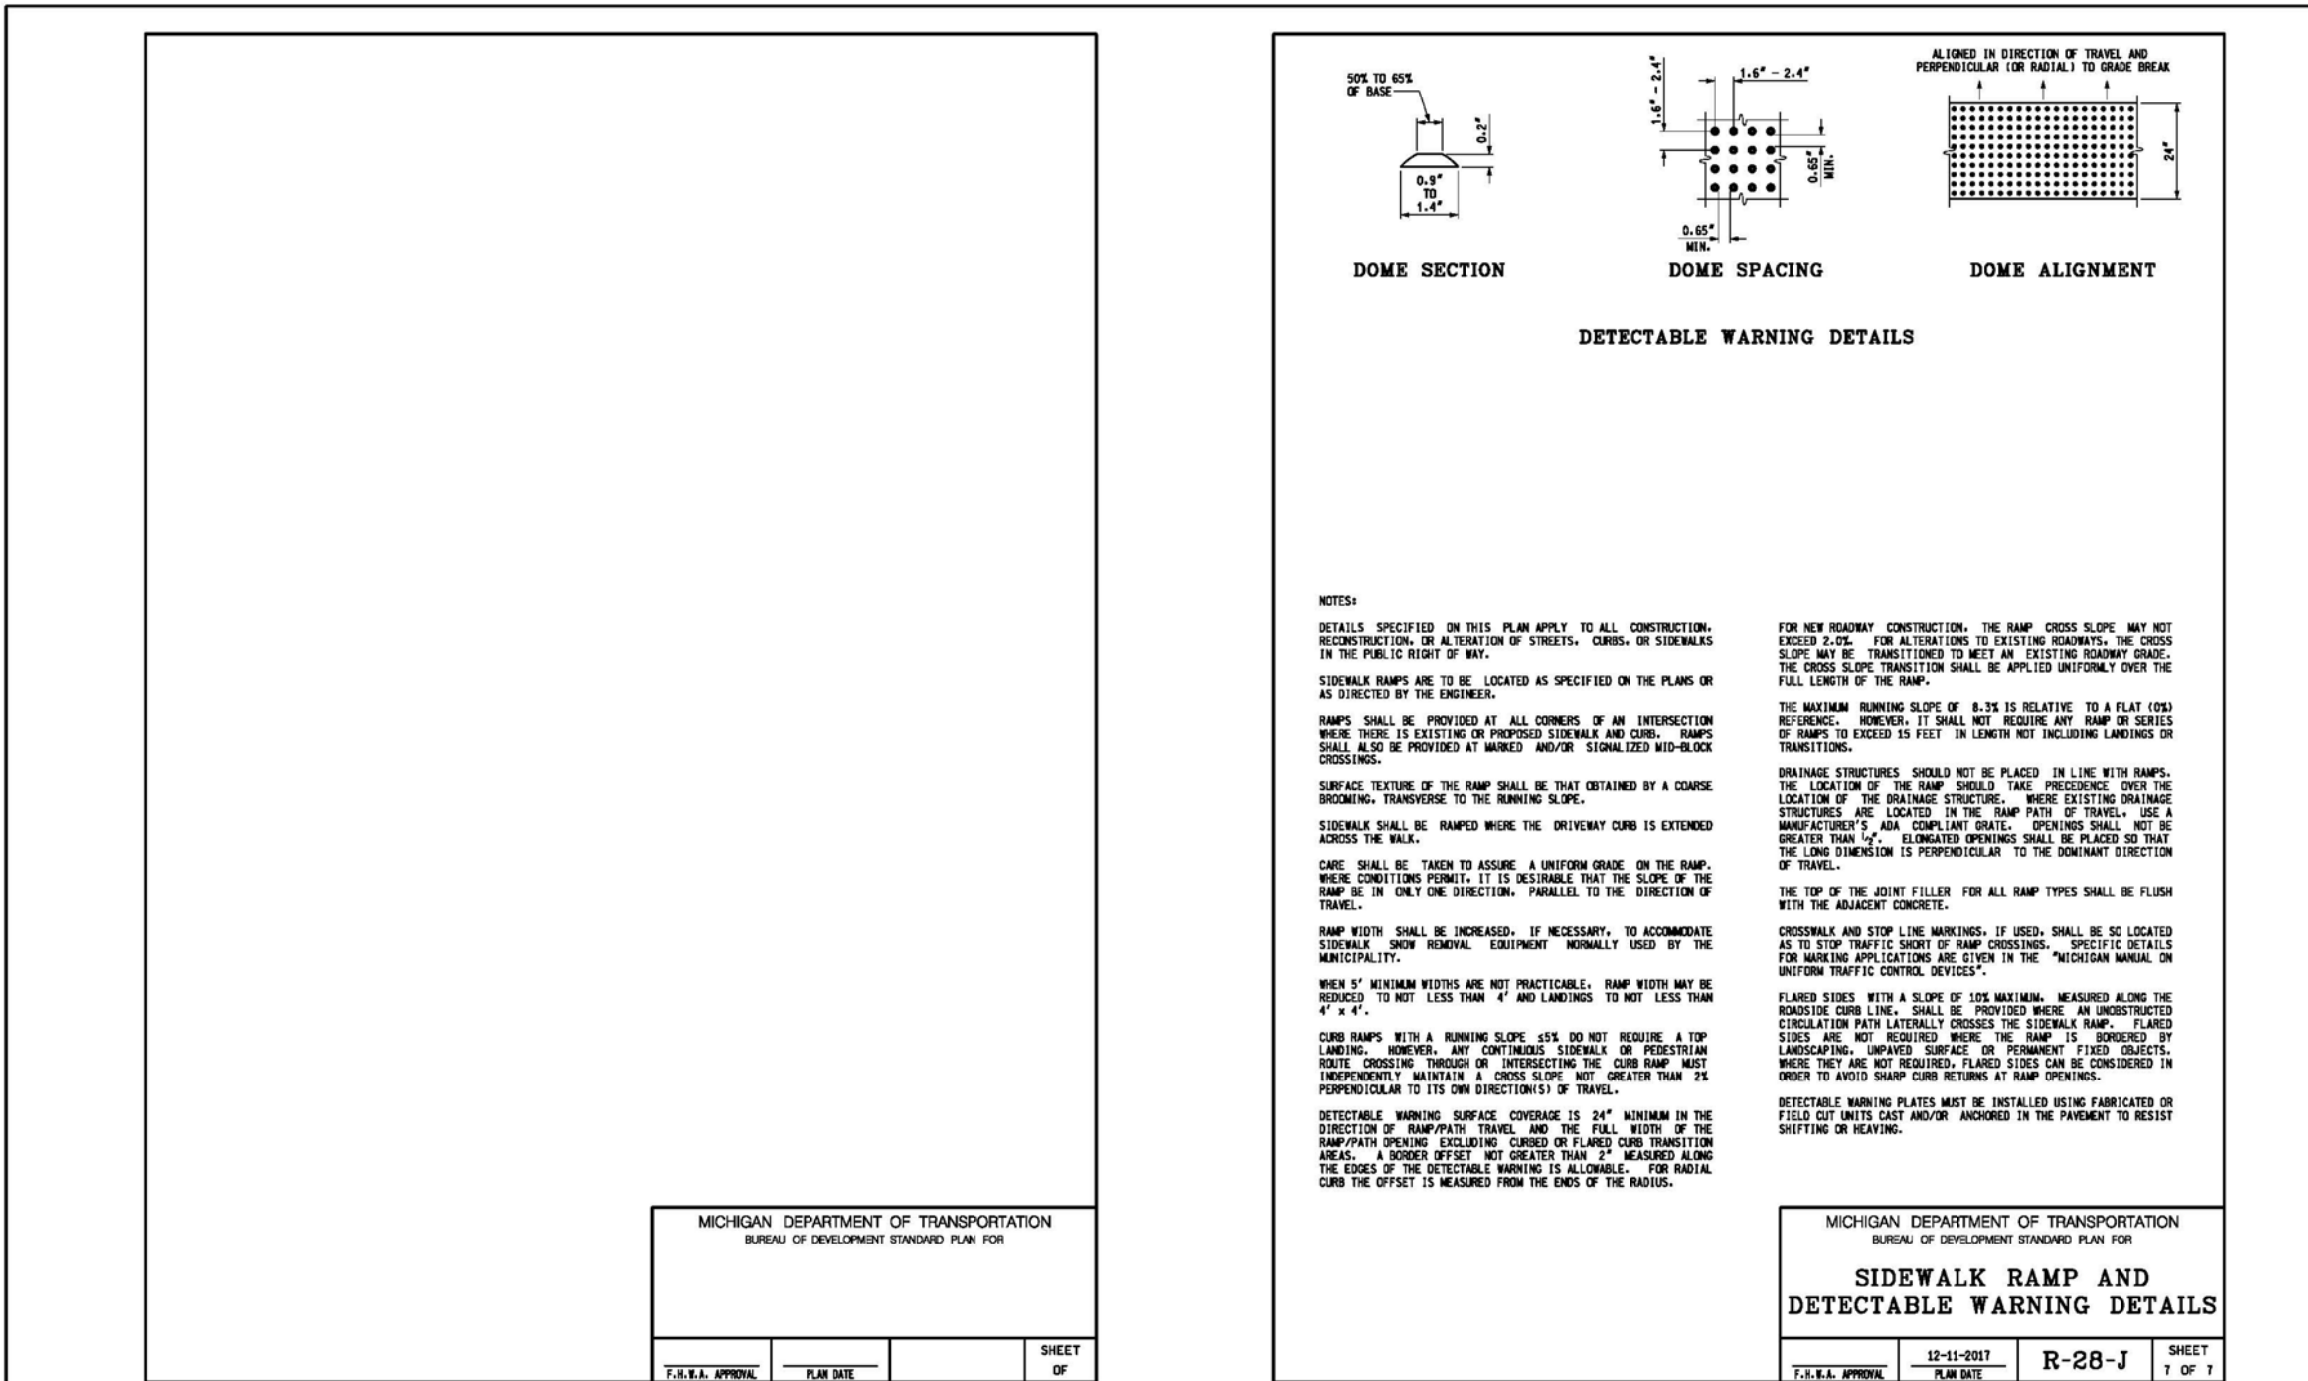 MICHIGAN DEPARTMENT OF TRANSPORTATION
BUREAU OF DEVELOPMENT STANDARD PLAN FOR
F.H.W.A. APPROVAL
PLAN DATE
SHEET
OF
50% TO 65%
OF BASE
0.2"
0.9"
TO
1.4"
DOME SECTION
1.6" - 2.4"
1.6" - 2.4"
0.65"
MIN.
0.65"
MIN.
DOME SPACING
ALIGNED IN DIRECTION OF TRAVEL AND
PERPENDICULAR (OR RADIAL) TO GRADE BREAK
24"
DOME ALIGNMENT
DETECTABLE WARNING DETAILS
NOTES:
DETAILS SPECIFIED ON THIS PLAN APPLY TO ALL CONSTRUCTION,
RECONSTRUCTION, OR ALTERATION OF STREETS, CURBS, OR SIDEWALKS
IN THE PUBLIC RIGHT OF WAY.
SIDEWALK RAMPS ARE TO BE LOCATED AS SPECIFIED ON THE PLANS OR
AS DIRECTED BY THE ENGINEER.
RAMPS SHALL BE PROVIDED AT ALL CORNERS OF AN INTERSECTION
WHERE THERE IS EXISTING OR PROPOSED SIDEWALK AND CURB. RAMPS
SHALL ALSO BE PROVIDED AT MARKED AND/OR SIGNALIZED MID-BLOCK
CROSSINGS.
SURFACE TEXTURE OF THE RAMP SHALL BE THAT OBTAINED BY A COARSE
BROOMING, TRANSVERSE TO THE RUNNING SLOPE.
SIDEWALK SHALL BE RAMPED WHERE THE DRIVEWAY CURB IS EXTENDED
ACROSS THE WALK.
CARE SHALL BE TAKEN TO ASSURE A UNIFORM GRADE ON THE RAMP.
WHERE CONDITIONS PERMIT, IT IS DESIRABLE THAT THE SLOPE OF THE
RAMP BE IN ONLY ONE DIRECTION, PARALLEL TO THE DIRECTION OF
TRAVEL.
RAMP WIDTH SHALL BE INCREASED, IF NECESSARY, TO ACCOMMODATE
SIDEWALK SNOW REMOVAL EQUIPMENT NORMALLY USED BY THE
MUNICIPALITY.
WHEN 5' MINIMUM WIDTHS ARE NOT PRACTICABLE, RAMP WIDTH MAY BE
REDUCED TO NOT LESS THAN 4' AND LANDINGS TO NOT LESS THAN
4' x 4'.
CURB RAMPS WITH A RUNNING SLOPE ≤5% DO NOT REQUIRE A TOP
LANDING. HOWEVER, ANY CONTINUOUS SIDEWALK OR PEDESTRIAN
ROUTE CROSSING THROUGH OR INTERSECTING THE CURB RAMP MUST
INDEPENDENTLY MAINTAIN A CROSS SLOPE NOT GREATER THAN 2%
PERPENDICULAR TO ITS OWN DIRECTION(S) OF TRAVEL.
DETECTABLE WARNING SURFACE COVERAGE IS 24" MINIMUM IN THE
DIRECTION OF RAMP/PATH TRAVEL AND THE FULL WIDTH OF THE
RAMP/PATH OPENING EXCLUDING CURBED OR FLARED CURB TRANSITION
AREAS. A BORDER OFFSET NOT GREATER THAN 2" MEASURED ALONG
THE EDGES OF THE DETECTABLE WARNING IS ALLOWABLE. FOR RADIAL
CURB THE OFFSET IS MEASURED FROM THE ENDS OF THE RADIUS.
FOR NEW ROADWAY CONSTRUCTION, THE RAMP CROSS SLOPE MAY NOT
EXCEED 2.0%. FOR ALTERATIONS TO EXISTING ROADWAYS, THE CROSS
SLOPE MAY BE TRANSITIONED TO MEET AN EXISTING ROADWAY GRADE.
THE CROSS SLOPE TRANSITION SHALL BE APPLIED UNIFORMLY OVER THE
FULL LENGTH OF THE RAMP.
THE MAXIMUM RUNNING SLOPE OF 8.3% IS RELATIVE TO A FLAT (0%)
REFERENCE. HOWEVER, IT SHALL NOT REQUIRE ANY RAMP OR SERIES
OF RAMPS TO EXCEED 15 FEET IN LENGTH NOT INCLUDING LANDINGS OR
TRANSITIONS.
DRAINAGE STRUCTURES SHOULD NOT BE PLACED IN LINE WITH RAMPS.
THE LOCATION OF THE RAMP SHOULD TAKE PRECEDENCE OVER THE
LOCATION OF THE DRAINAGE STRUCTURE. WHERE EXISTING DRAINAGE
STRUCTURES ARE LOCATED IN THE RAMP PATH OF TRAVEL, USE A
MANUFACTURER'S ADA COMPLIANT GRATE. OPENINGS SHALL NOT BE
GREATER THAN 1/2". ELONGATED OPENINGS SHALL BE PLACED SO THAT
THE LONG DIMENSION IS PERPENDICULAR TO THE DOMINANT DIRECTION
OF TRAVEL.
THE TOP OF THE JOINT FILLER FOR ALL RAMP TYPES SHALL BE FLUSH
WITH THE ADJACENT CONCRETE.
CROSSWALK AND STOP LINE MARKINGS, IF USED, SHALL BE SO LOCATED
AS TO STOP TRAFFIC SHORT OF RAMP CROSSINGS. SPECIFIC DETAILS
FOR MARKING APPLICATIONS ARE GIVEN IN THE "MICHIGAN MANUAL ON
UNIFORM TRAFFIC CONTROL DEVICES".
FLARED SIDES WITH A SLOPE OF 10% MAXIMUM, MEASURED ALONG THE
ROADSIDE CURB LINE, SHALL BE PROVIDED WHERE AN UNOBSTRUCTED
CIRCULATION PATH LATERALLY CROSSES THE SIDEWALK RAMP. FLARED
SIDES ARE NOT REQUIRED WHERE THE RAMP IS BORDERED BY
LANDSCAPING, UNPAVED SURFACE OR PERMANENT FIXED OBJECTS.
WHERE THEY ARE NOT REQUIRED, FLARED SIDES CAN BE CONSIDERED IN
ORDER TO AVOID SHARP CURB RETURNS AT RAMP OPENINGS.
DETECTABLE WARNING PLATES MUST BE INSTALLED USING FABRICATED OR
FIELD CUT UNITS CAST AND/OR ANCHORED IN THE PAVEMENT TO RESIST
SHIFTING OR HEAVING.
MICHIGAN DEPARTMENT OF TRANSPORTATION
BUREAU OF DEVELOPMENT STANDARD PLAN FOR
SIDEWALK RAMP AND
DETECTABLE WARNING DETAILS
F.H.W.A. APPROVAL
12-11-2017
PLAN DATE
R-28-J
SHEET
7 OF 7